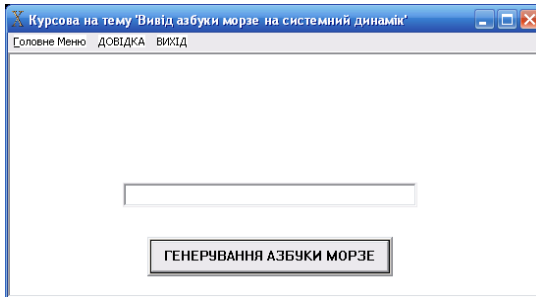 Курсова на тему 'Вивід азбуки морзе на системний динамік'
Головне Меню ДОВІДКА ВИХІД
ГЕНЕРУВАННЯ АЗБУКИ МОРЗЕ